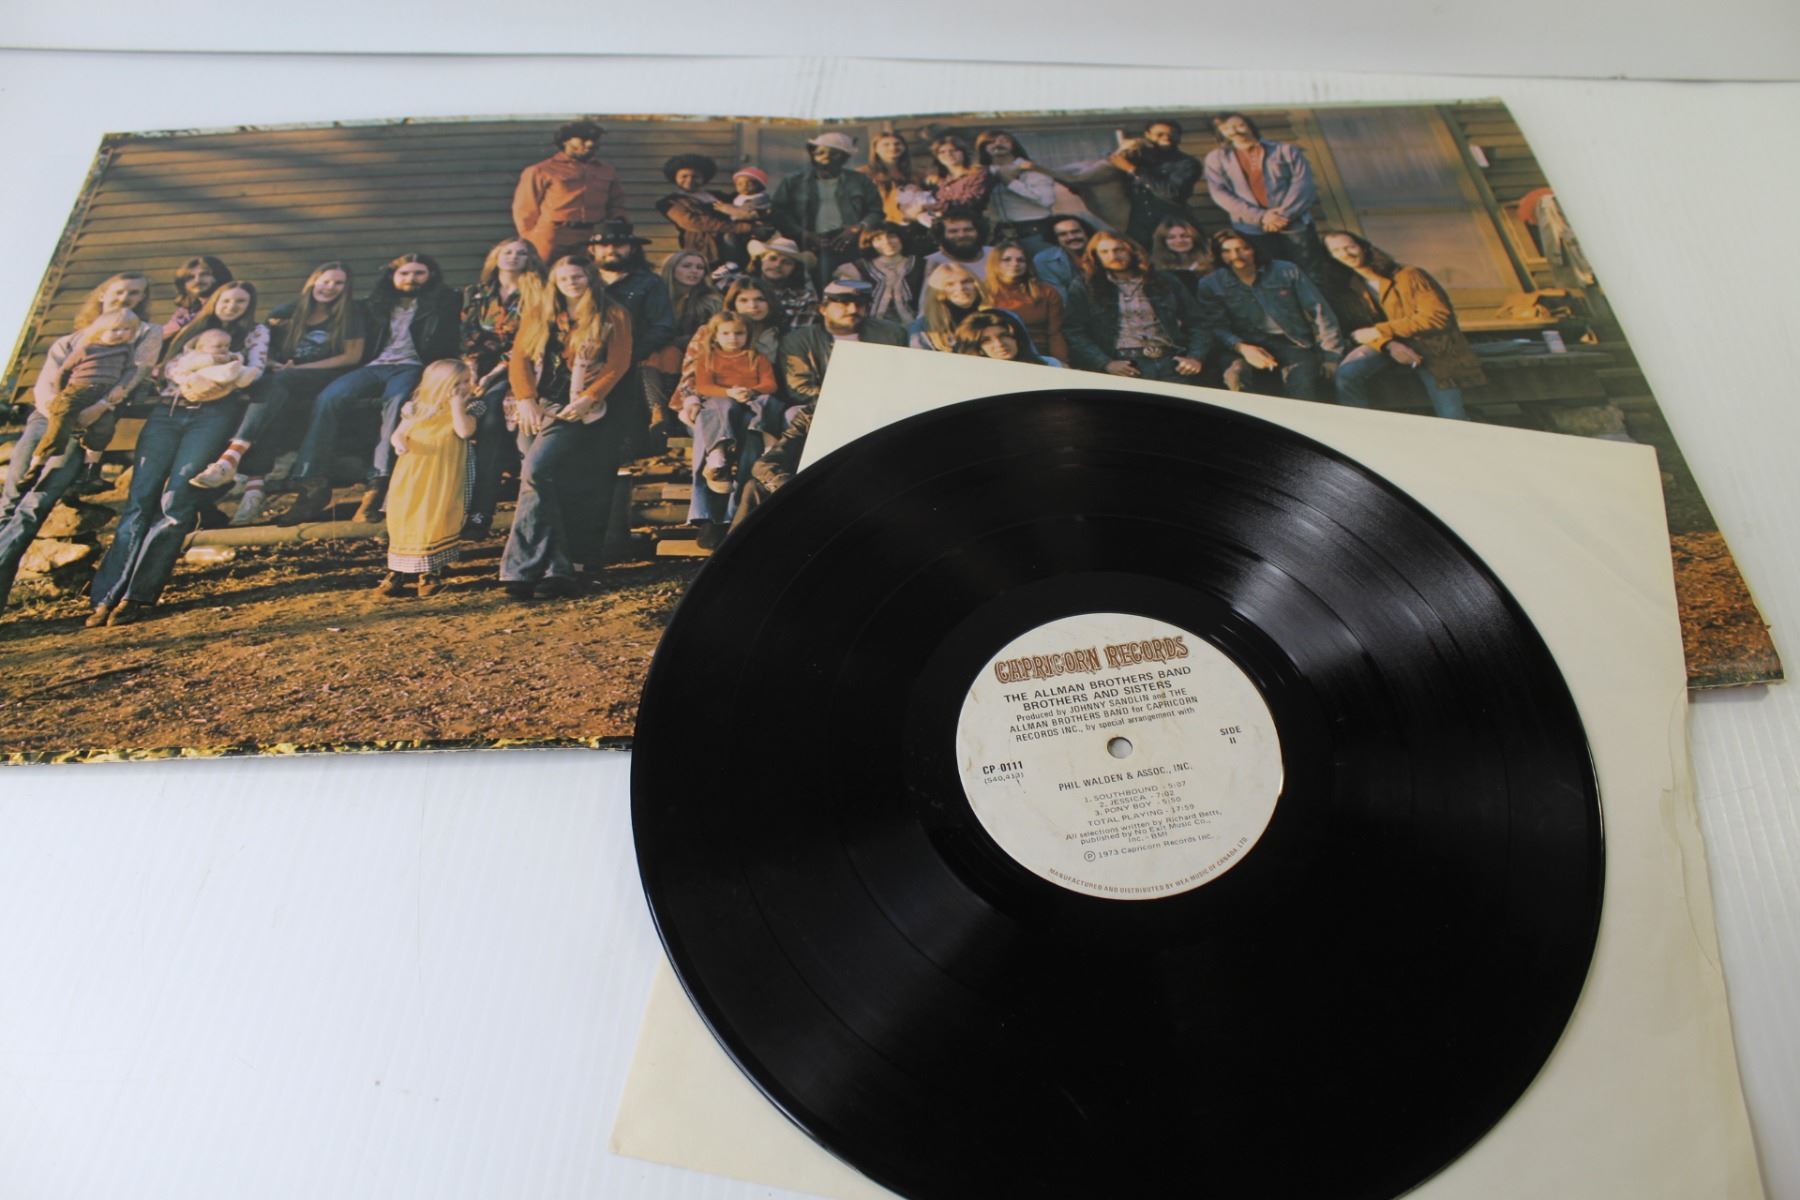 CAPRICORN RECORDS
THE ALLMAN BROTHERS BAND
BROTHERS AND SISTERS
Produced by JOHNNY SANDLIN and THE
ALLMAN BROTHERS BAND for CAPRICORN
RECORDS INC., by special arrangement with
SIDE
II
CP 0111
(S40,413)
PHIL WALDEN & ASSOC., INC.
1. SOUTHBOUND - 5:07
2. JESSICA - 7:02
3. PONY BOY - 5:50
TOTAL PLAYING - 17:59
All selections written by Richard Betts,
published by No Exit Music Co.,
Inc. - BMI
Ⓟ 1973 Capricorn Records Inc.
MANUFACTURED AND DISTRIBUTED BY WEA MUSIC OF CANADA, LTD.